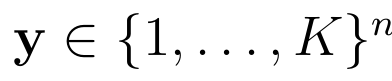 𝐲 ∈ {1, . . . , K}ⁿ